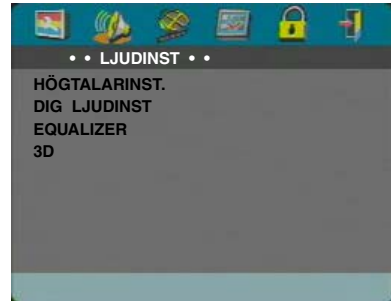 • • LJUDINST • •
HÖGTALARINST.
DIG LJUDINST
EQUALIZER
3D